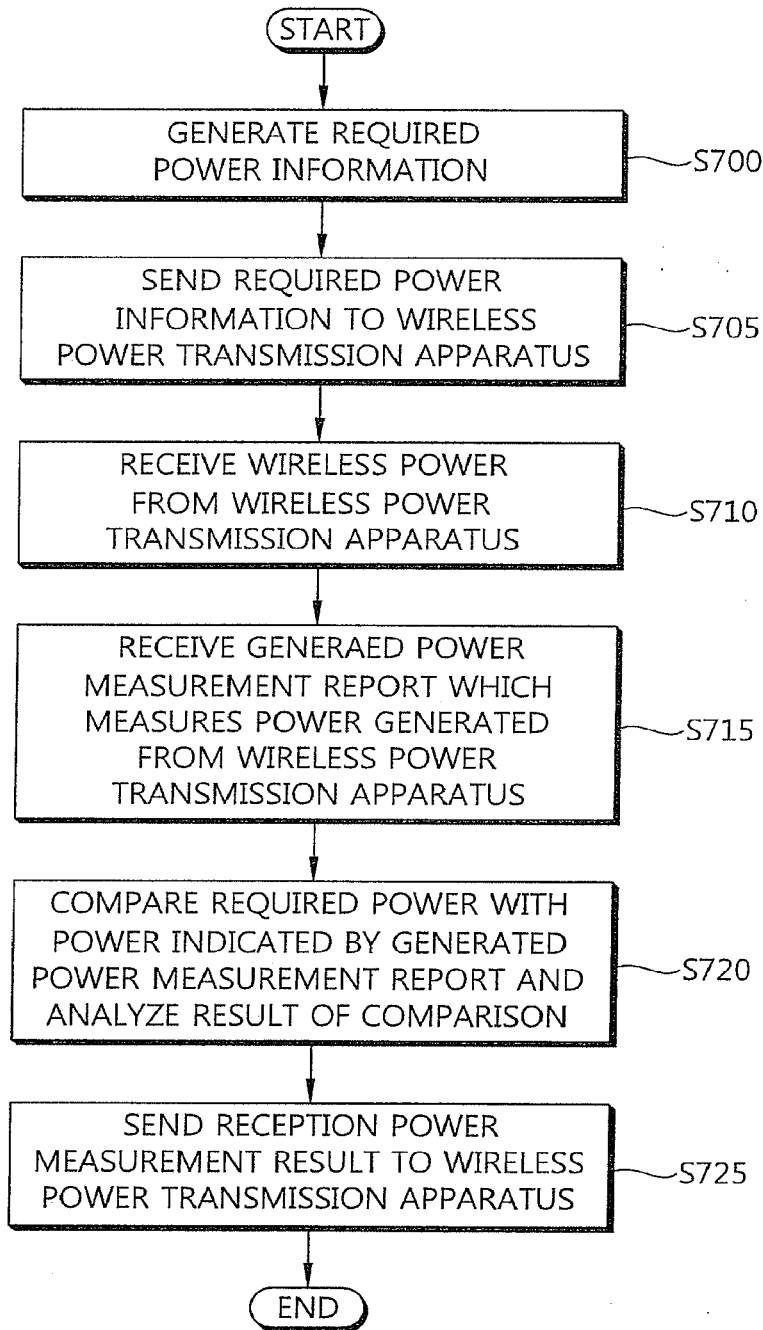 START
GENERATE REQUIRED
POWER INFORMATION
S700
SEND REQUIRED POWER
INFORMATION TO WIRELESS
POWER TRANSMISSION APPARATUS
S705
RECEIVE WIRELESS POWER
FROM WIRELESS POWER
TRANSMISSION APPARATUS
S710
RECEIVE GENERAED POWER
MEASUREMENT REPORT WHICH
MEASURES POWER GENERATED
FROM WIRELESS POWER
TRANSMISSION APPARATUS
S715
COMPARE REQUIRED POWER WITH
POWER INDICATED BY GENERATED
POWER MEASUREMENT REPORT AND
ANALYZE RESULT OF COMPARISON
S720
SEND RECEPTION POWER
MEASUREMENT RESULT TO WIRELESS
POWER TRANSMISSION APPARATUS
S725
END